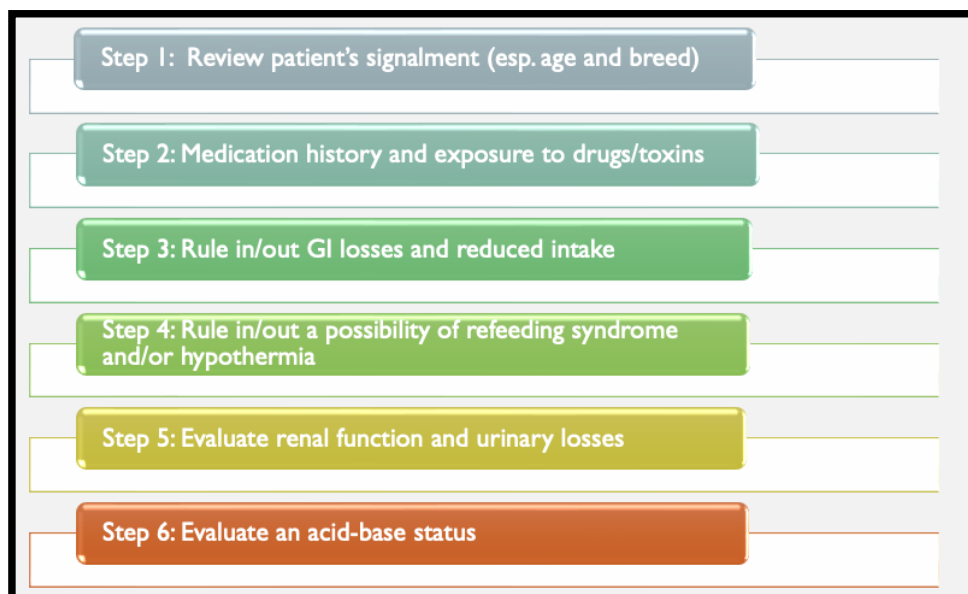 Step 1: Review patient's signalment (esp. age and breed)
Step 2: Medication history and exposure to drugs/toxins
Step 3: Rule in/out GI losses and reduced intake
Step 4: Rule in/out a possibility of refeeding syndrome
and/or hypothermia
Step 5: Evaluate renal function and urinary losses
Step 6: Evaluate an acid-base status